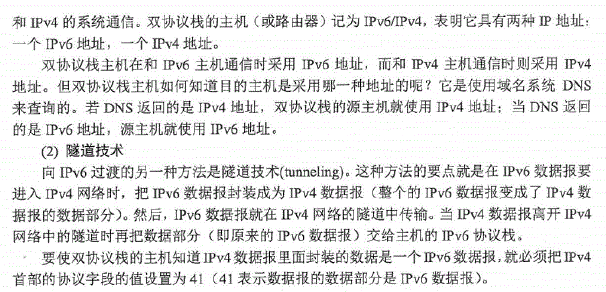 和 IPv4 的系统通信。双协议栈的主机（或路由器）记为 IPv6/IPv4，表明它具有两种 IP 地址：
一个 IPv6 地址，一个 IPv4 地址。
双协议栈主机在和 IPv6 主机通信时采用 IPv6 地址，而和 IPv4 主机通信时则采用 IPv4
地址。但双协议栈主机如何知道目的主机是采用哪一种地址的呢？它是使用域名系统 DNS
来查询的。若 DNS 返回的是 IPv4 地址，双协议栈的源主机就使用 IPv4 地址；当 DNS 返回
的是 IPv6 地址，源主机就使用 IPv6 地址。
(2) 隧道技术
向 IPv6 过渡的另一种方法是隧道技术(tunneling)。这种方法的要点就是在 IPv6 数据报要
进入 IPv4 网络时，把 IPv6 数据报封装成为 IPv4 数据报（整个的 IPv6 数据报变成了 IPv4 数
据报的数据部分）。然后，IPv6 数据报就在 IPv4 网络的隧道中传输。当 IPv4 数据报离开 IPv4
网络中的隧道时再把数据部分（即原来的 IPv6 数据报）交给主机的 IPv6 协议栈。
要使双协议栈的主机知道 IPv4 数据报里面封装的数据是一个 IPv6 数据报，就必须把 IPv4
首部的协议字段的值设置为 41（41 表示数据报的数据部分是 IPv6 数据报）。